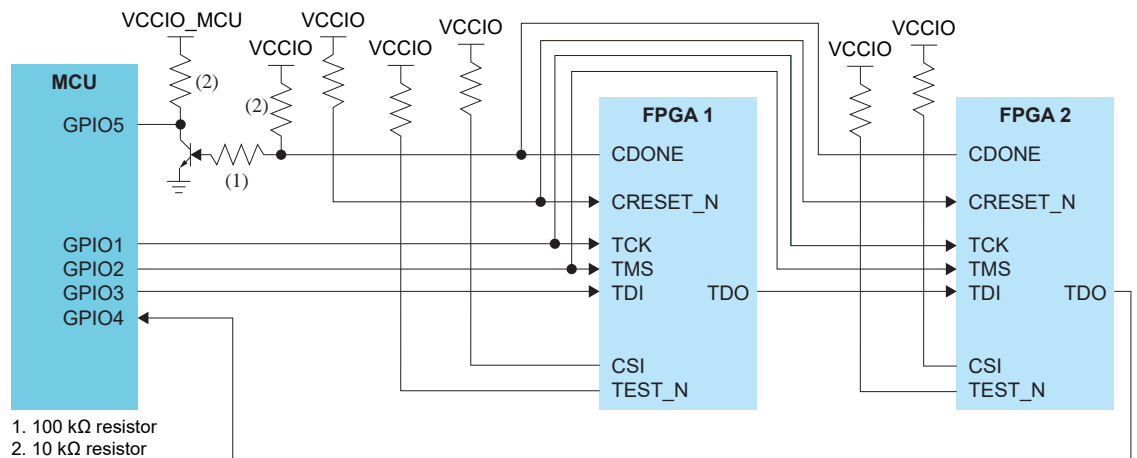 VCCIO_MCU
VCCIO
VCCIO
VCCIO
VCCIO
VCCIO
VCCIO
MCU
(2)
(2)
GPIO5
(1)
GPIO1
GPIO2
GPIO3
GPIO4
FPGA 1
CDONE
CRESET_N
TCK
TMS
TDI
TDO
CSI
TEST_N
FPGA 2
CDONE
CRESET_N
TCK
TMS
TDI
TDO
CSI
TEST_N
1. 100 kΩ resistor
2. 10 kΩ resistor